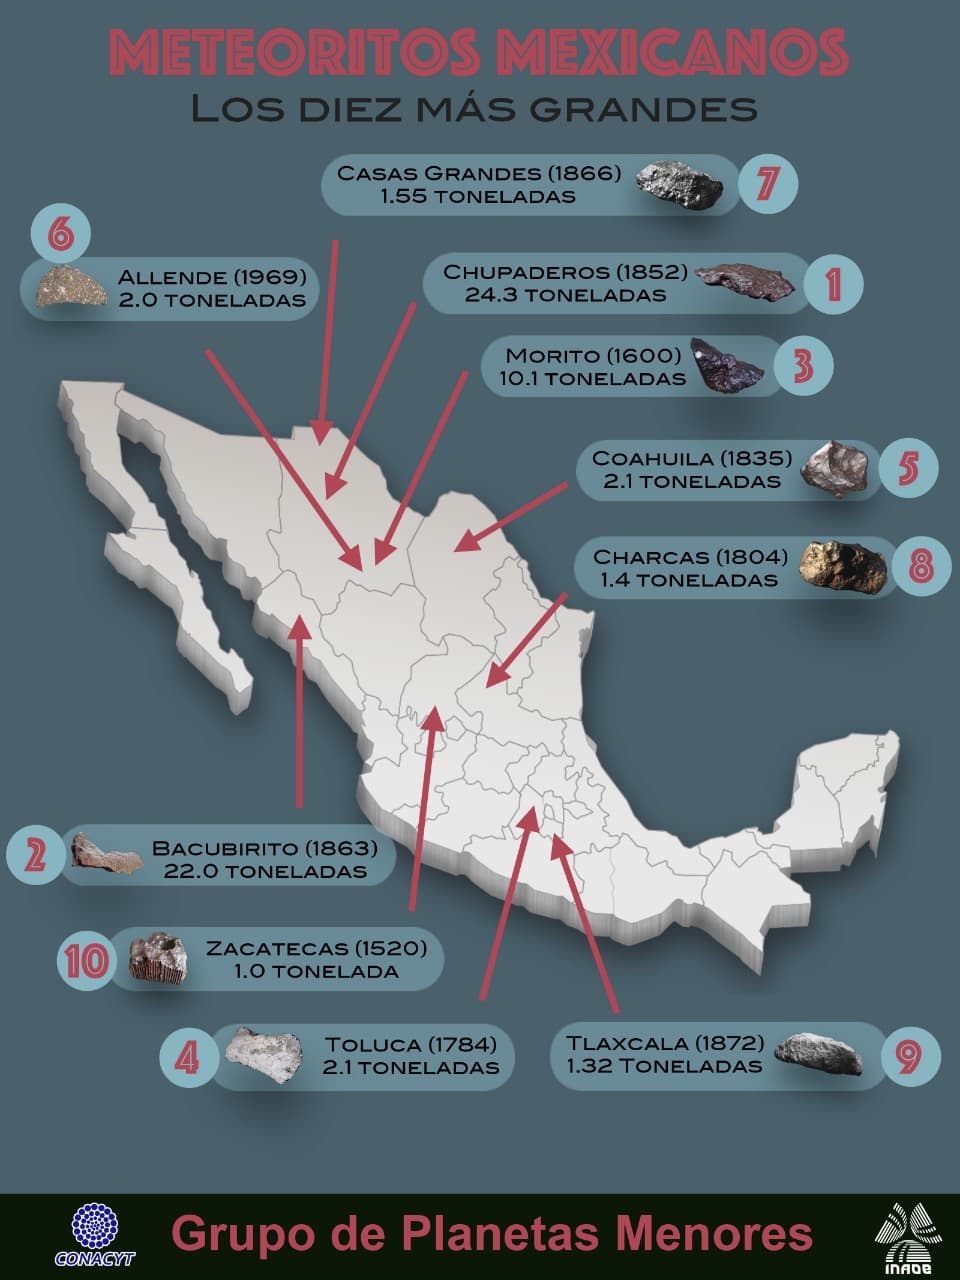 METEORITOS MEXICANOS
LOS DIEZ MÁS GRANDES
CASAS GRANDES (1866)
1.55 TONELADAS
7
6
ALLENDE (1969)
2.0 TONELADAS
CHUPADEROS (1852)
24.3 TONELADAS
1
MORITO (1600)
10.1 TONELADAS
3
COAHUILA (1835)
2.1 TONELADAS
5
CHARCAS (1804)
1.4 TONELADAS
8
2
BACUBIRITO (1863)
22.0 TONELADAS
10
ZACATECAS (1520)
1.0 TONELADA
4
TOLUCA (1784)
2.1 TONELADAS
TLAXCALA (1872)
1.32 TONELADAS
9
CONACYT
Grupo de Planetas Menores
INAOE